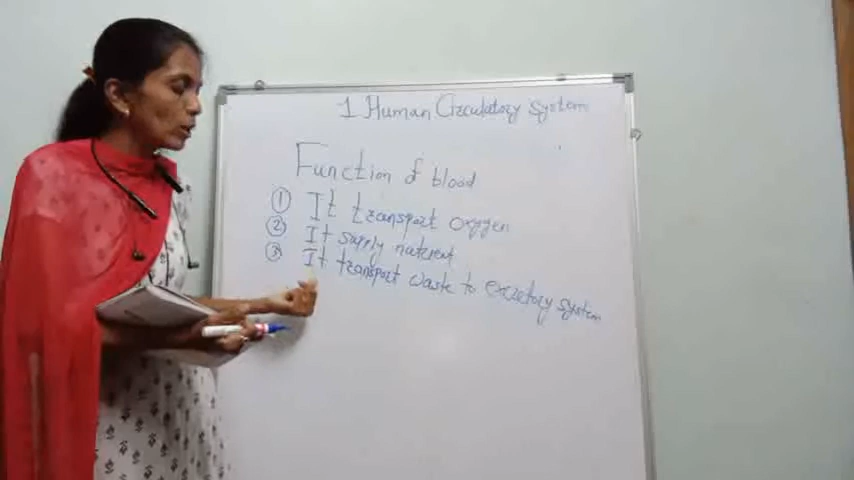 1 Human Circulatory System
Function of blood
① It transport oxygen
② It supply nutrient
③ It transport waste to excretory system